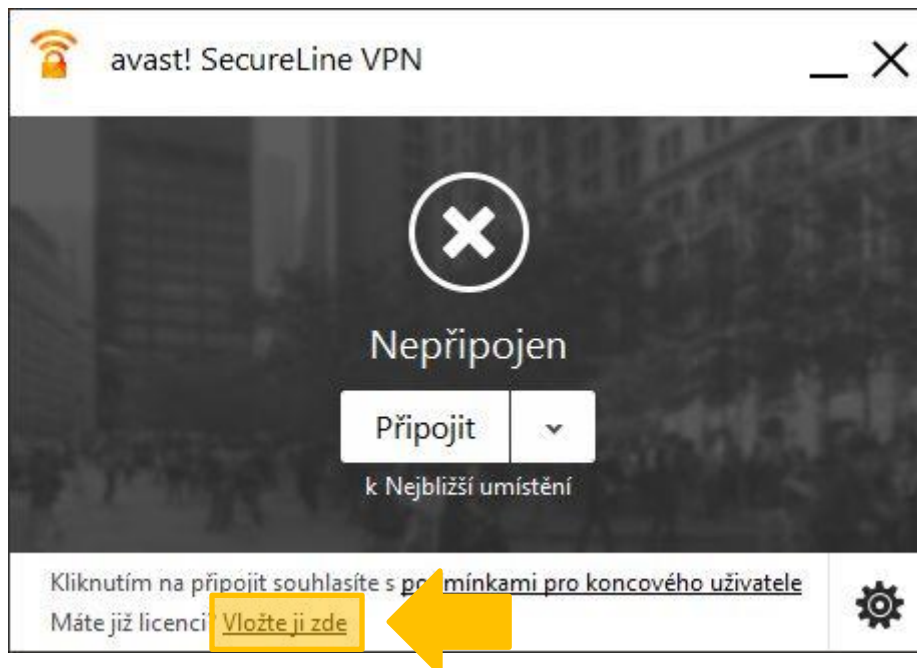 avast! SecureLine VPN
Nepřipojen
Připojit
k Nejbližší umístění
Kliknutím na připojit souhlasíte s podmínkami pro koncového uživatele
Máte již licenci? Vložte ji zde